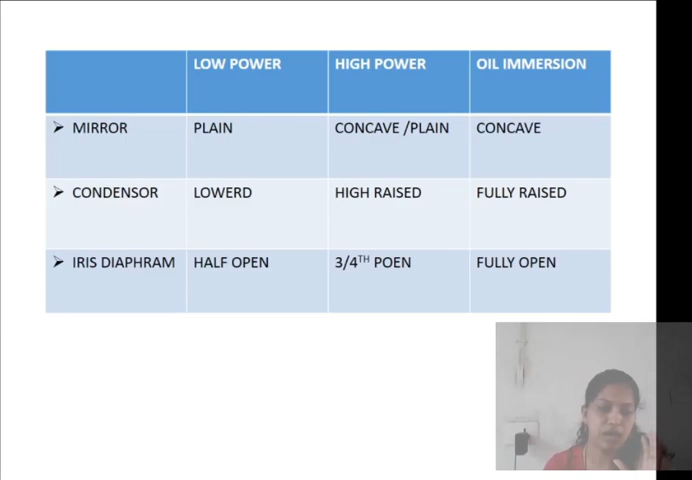 LOW POWER HIGH POWER OIL IMMERSION
➢ MIRROR PLAIN CONCAVE /PLAIN CONCAVE
➢ CONDENSOR LOWERD HIGH RAISED FULLY RAISED
➢ IRIS DIAPHRAM HALF OPEN 3/4TH POEN FULLY OPEN